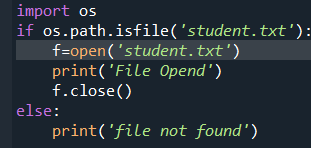 import os
if os.path.isfile('student.txt'):
    f=open('student.txt')
    print('File Opend')
    f.close()
else:
    print('file not found')